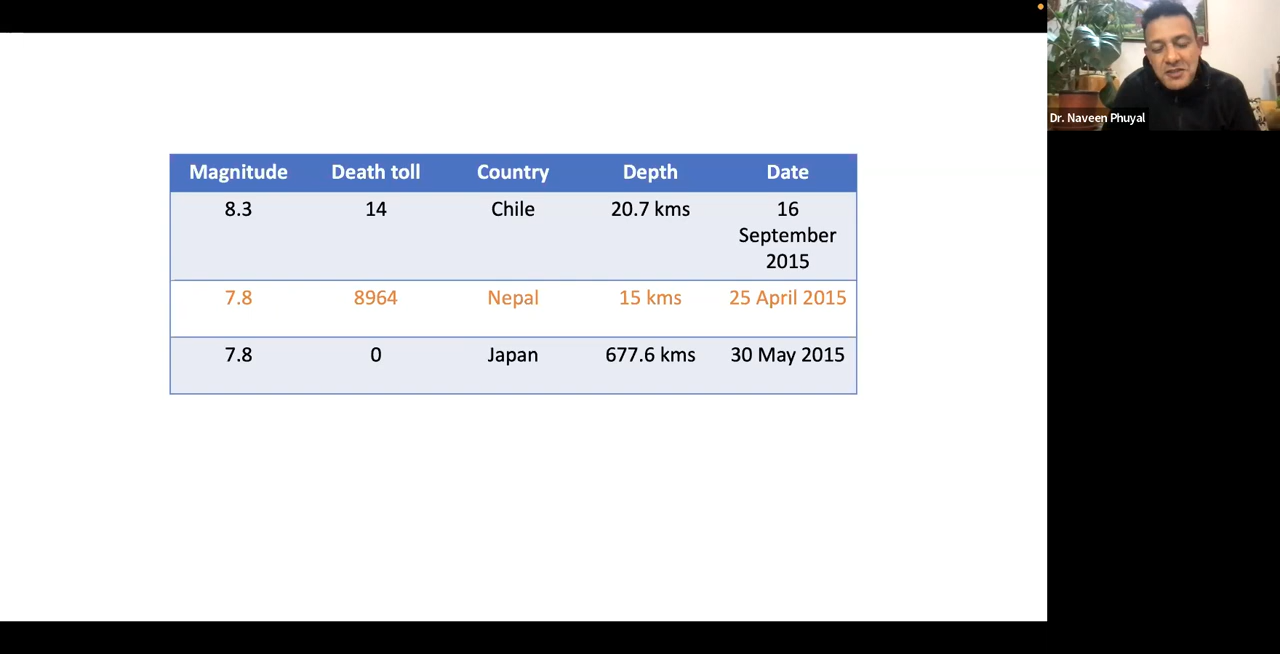 Dr. Naveen Phuyal
Magnitude Death toll Country Depth Date
8.3 14 Chile 20.7 kms 16
September
2015
7.8 8964 Nepal 15 kms 25 April 2015
7.8 0 Japan 677.6 kms 30 May 2015